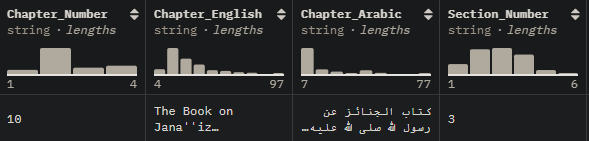 Chapter_Number Chapter_English Chapter_Arabic Section_Number
string · lengths string · lengths string · lengths string · lengths
1 4 4 97 7 77 1 6
10
The Book on
Jana''iz…
كتاب الجنائز عن
رسول الله صلى الله عليه…
3